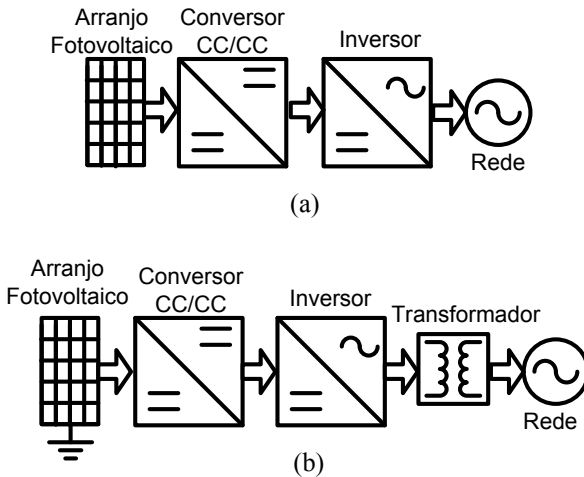 Arranjo
Fotovoltaico
Conversor
CC/CC
Inversor
Rede
(a)
Arranjo
Fotovoltaico
Conversor
CC/CC
Inversor
Transformador
Rede
(b)